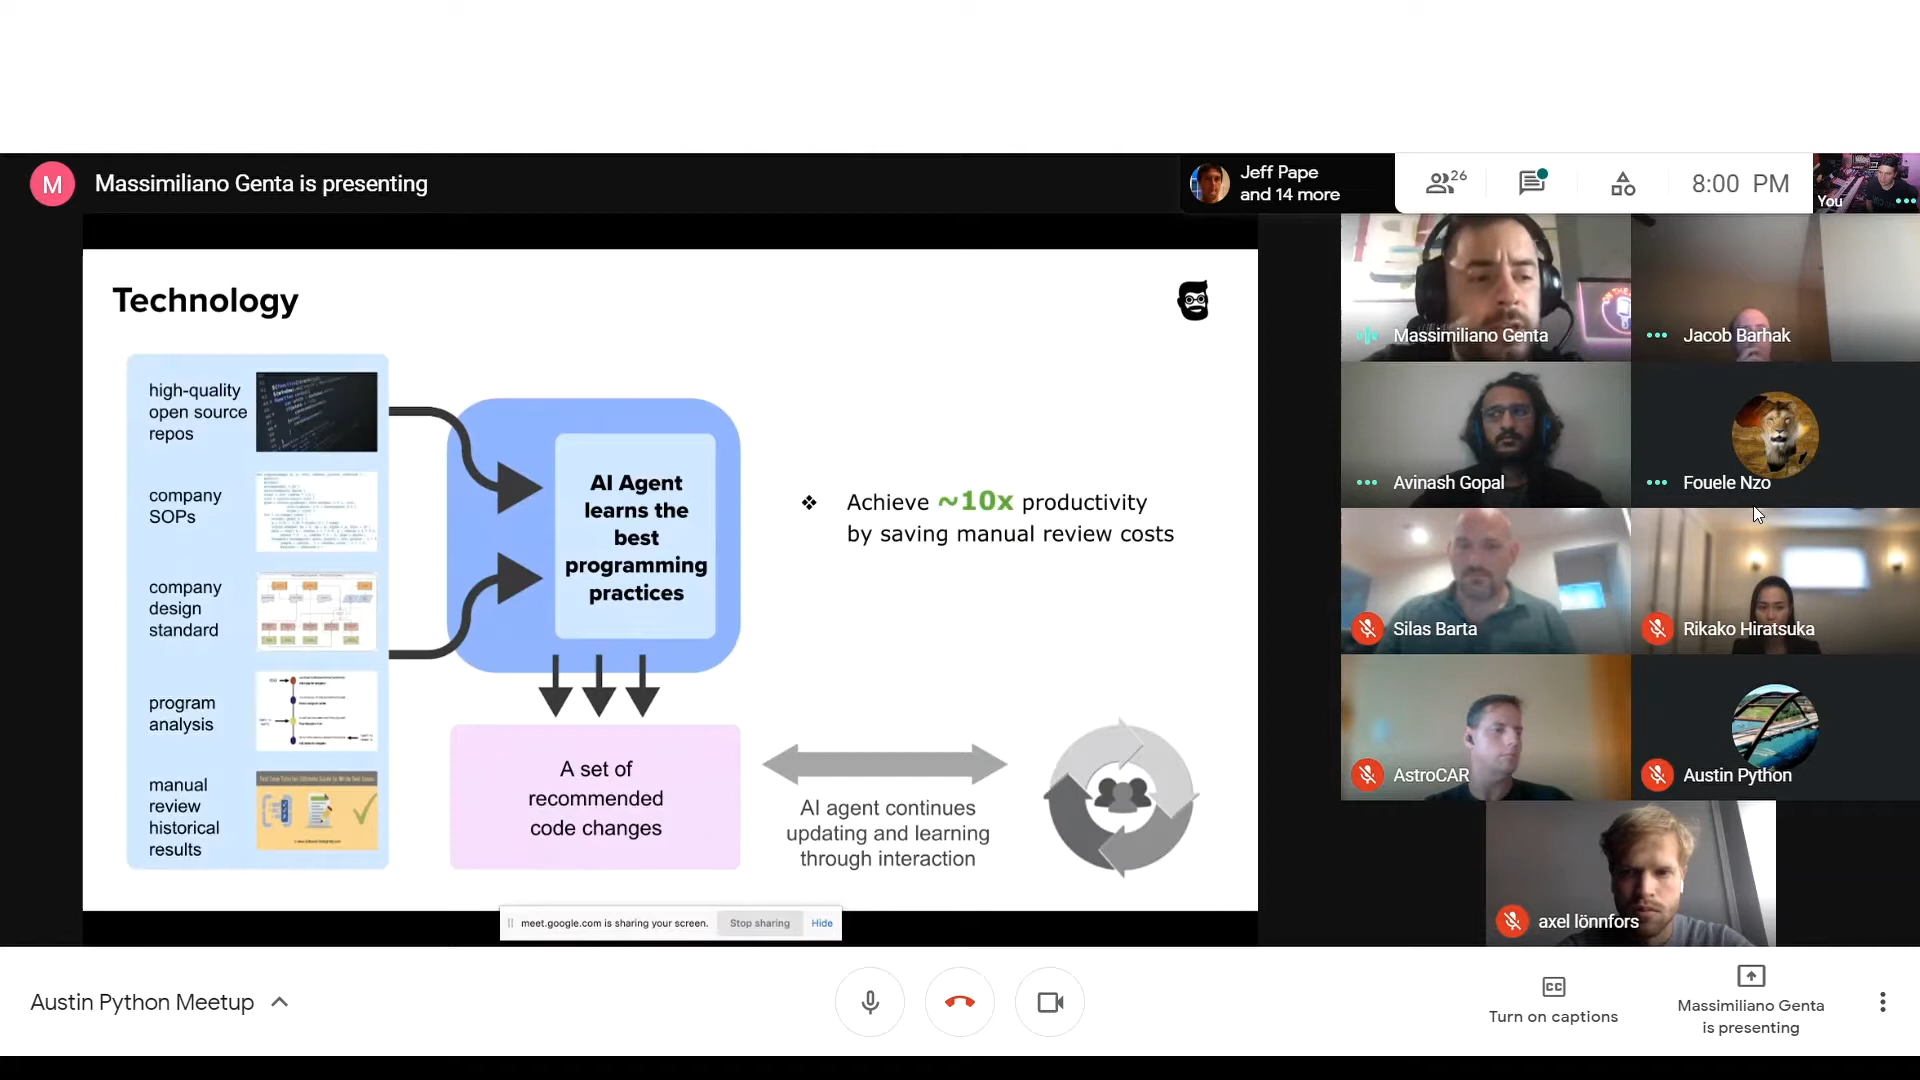 M
Massimiliano Genta is presenting
Jeff Pape
and 14 more
26
8:00 PM
You
Technology
high-quality
open source
repos
company
SOPs
company
design
standard
program
analysis
manual
review
historical
results
AI Agent
learns the
best
programming
practices
❖ Achieve ~10x productivity
by saving manual review costs
A set of
recommended
code changes
AI agent continues
updating and learning
through interaction
meet.google.com is sharing your screen. Stop sharing Hide
Massimiliano Genta
Jacob Barhak
Avinash Gopal
Fouele Nzo
Silas Barta
Rikako Hiratsuka
AstroCAR
Austin Python
axel lönnfors
Austin Python Meetup
CC
Turn on captions
Massimiliano Genta
is presenting